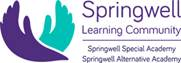 Springwell
Learning Community
Springwell Special Academy
Springwell Alternative Academy